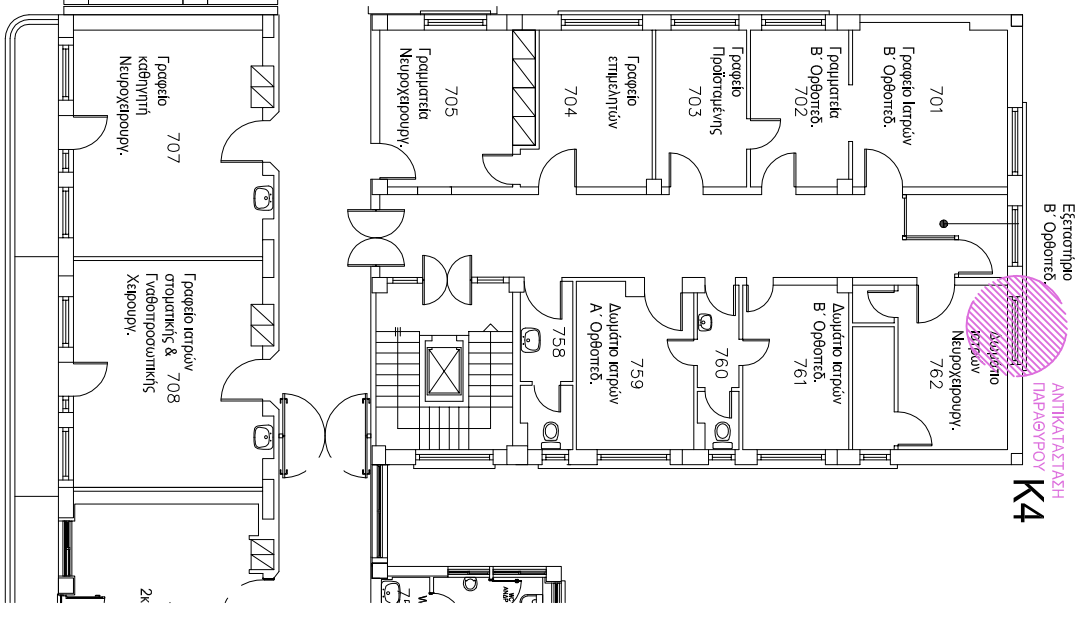 Γραφείο
καθηγητή
Νευροχειρουργ.
707
Γραφείο ιατρών
στοματικής &
Γναθοπροσωπικής
Χειρουργ.
708
Γραμματεία
Νευροχειρουργ.
705
Γραφείο
επιμελητών
704
Γραφείο
Προϊσταμένης
703
Γραμματεία
Β΄ Ορθοπεδ.
702
Γραφείο Ιατρών
Β΄ Ορθοπεδ.
701
Εξεταστήριο
Β΄ Ορθοπεδ.
758
Δωμάτιο ιατρών
Α΄ Ορθοπεδ.
759
760
Δωμάτιο ιατρών
Β΄ Ορθοπεδ.
761
Δωμάτιο
ιατρών
Νευροχειρουργ.
762
ΑΝΤΙΚΑΤΑΣΤΑΣΗ
ΠΑΡΑΘΥΡΟΥ
Κ4